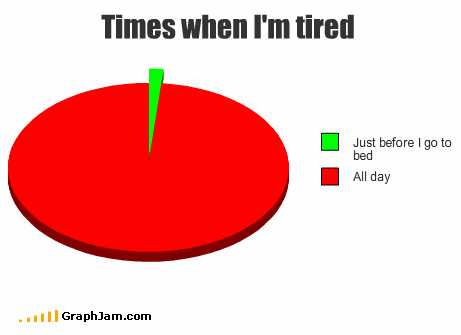 Times when I'm tired
Just before I go to
bed
All day
GraphJam.com